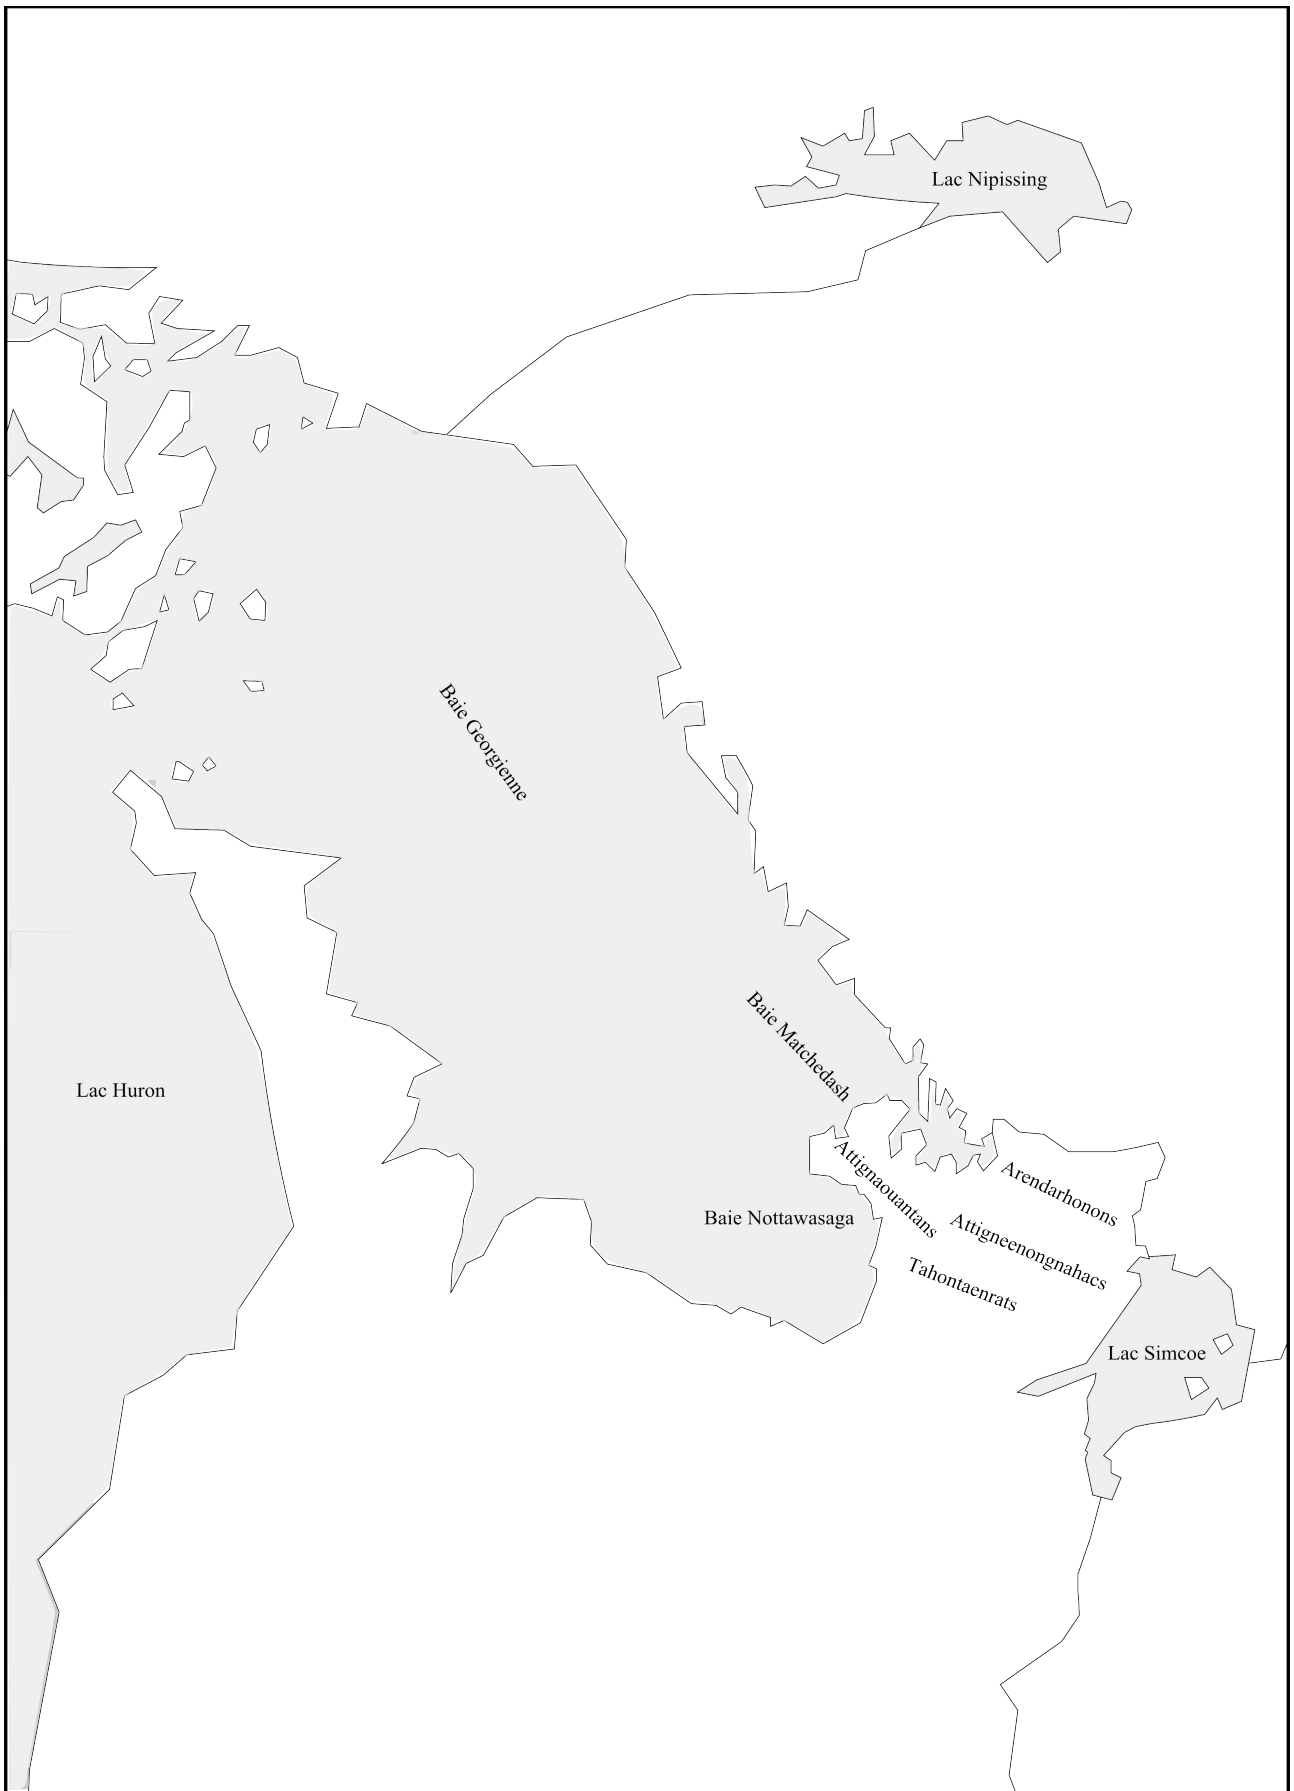 Lac Nipissing
Baie Georgienne
Baie Matchedash
Lac Huron
Attignaouantans
Arendarhonons
Baie Nottawasaga
Attigneenongnahacs
Tahontaenrats
Lac Simcoe